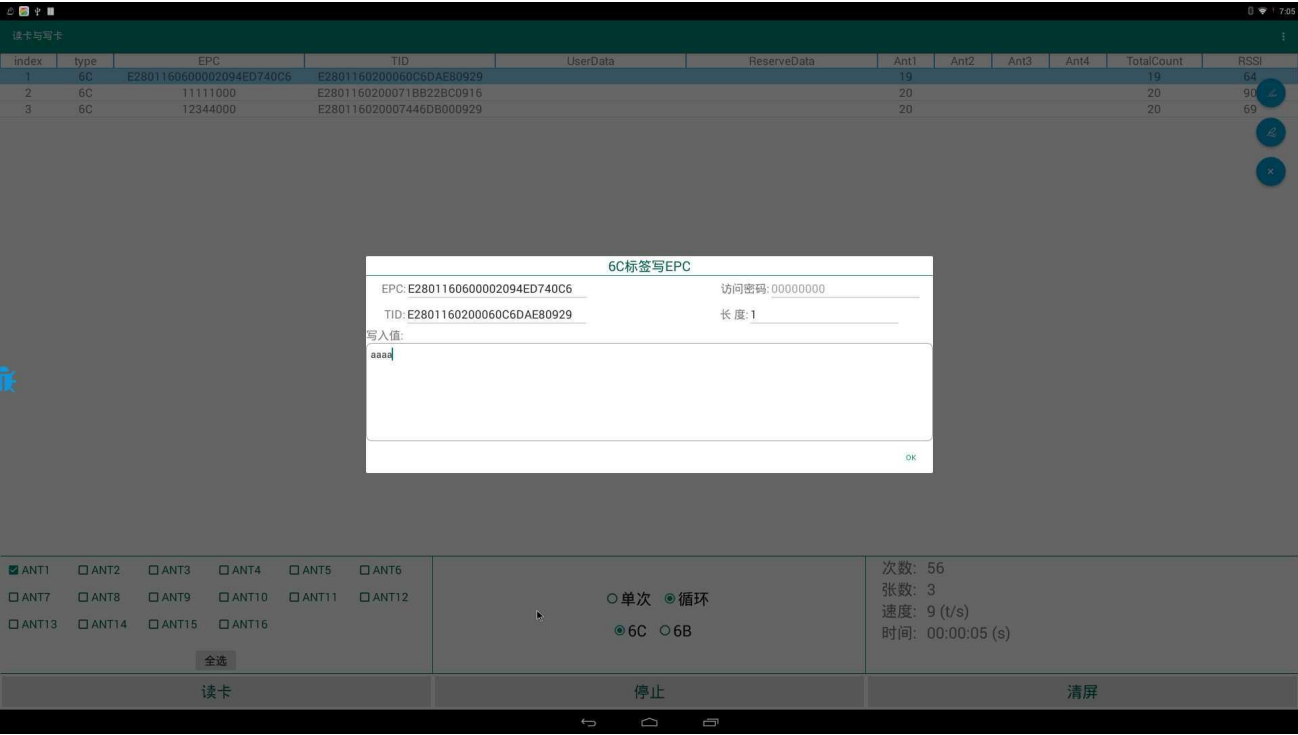 7:05
读卡与写卡
index type EPC TID UserData ReserveData Ant1 Ant2 Ant3 Ant4 TotalCount RSSI
1 6C E2801160600002094ED740C6 E2801160200060C6DAE80929 19 19 64
2 6C 11111000 E2801160200071BB22BC0916 20 20 90
3 6C 12344000 E280116020007446DB000929 20 20 69
6C标签写EPC
EPC: E2801160600002094ED740C6 访问密码: 00000000
TID: E2801160200060C6DAE80929 长 度: 1
写入值:
aaaa
OK
ANT1 ANT2 ANT3 ANT4 ANT5 ANT6
ANT7 ANT8 ANT9 ANT10 ANT11 ANT12
ANT13 ANT14 ANT15 ANT16
全选
单次 循环
6C 6B
次数: 56
张数: 3
速度: 9 (t/s)
时间: 00:00:05 (s)
读卡 停止 清屏